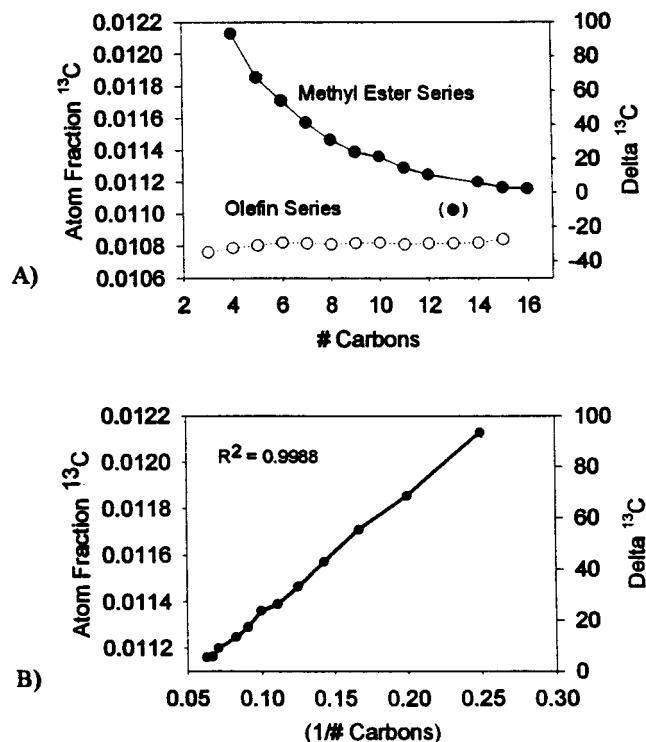 0.0122
0.0120
0.0118
0.0116
0.0114
0.0112
0.0110
0.0108
0.0106
Atom Fraction ¹³C
100
80
60
40
20
0
-20
-40
Delta ¹³C
Methyl Ester Series
Olefin Series
( )
2 4 6 8 10 12 14 16
# Carbons
A)
0.0122
0.0120
0.0118
0.0116
0.0114
0.0112
Atom Fraction ¹³C
100
80
60
40
20
0
Delta ¹³C
R² = 0.9988
0.05 0.10 0.15 0.20 0.25 0.30
(1/# Carbons)
B)